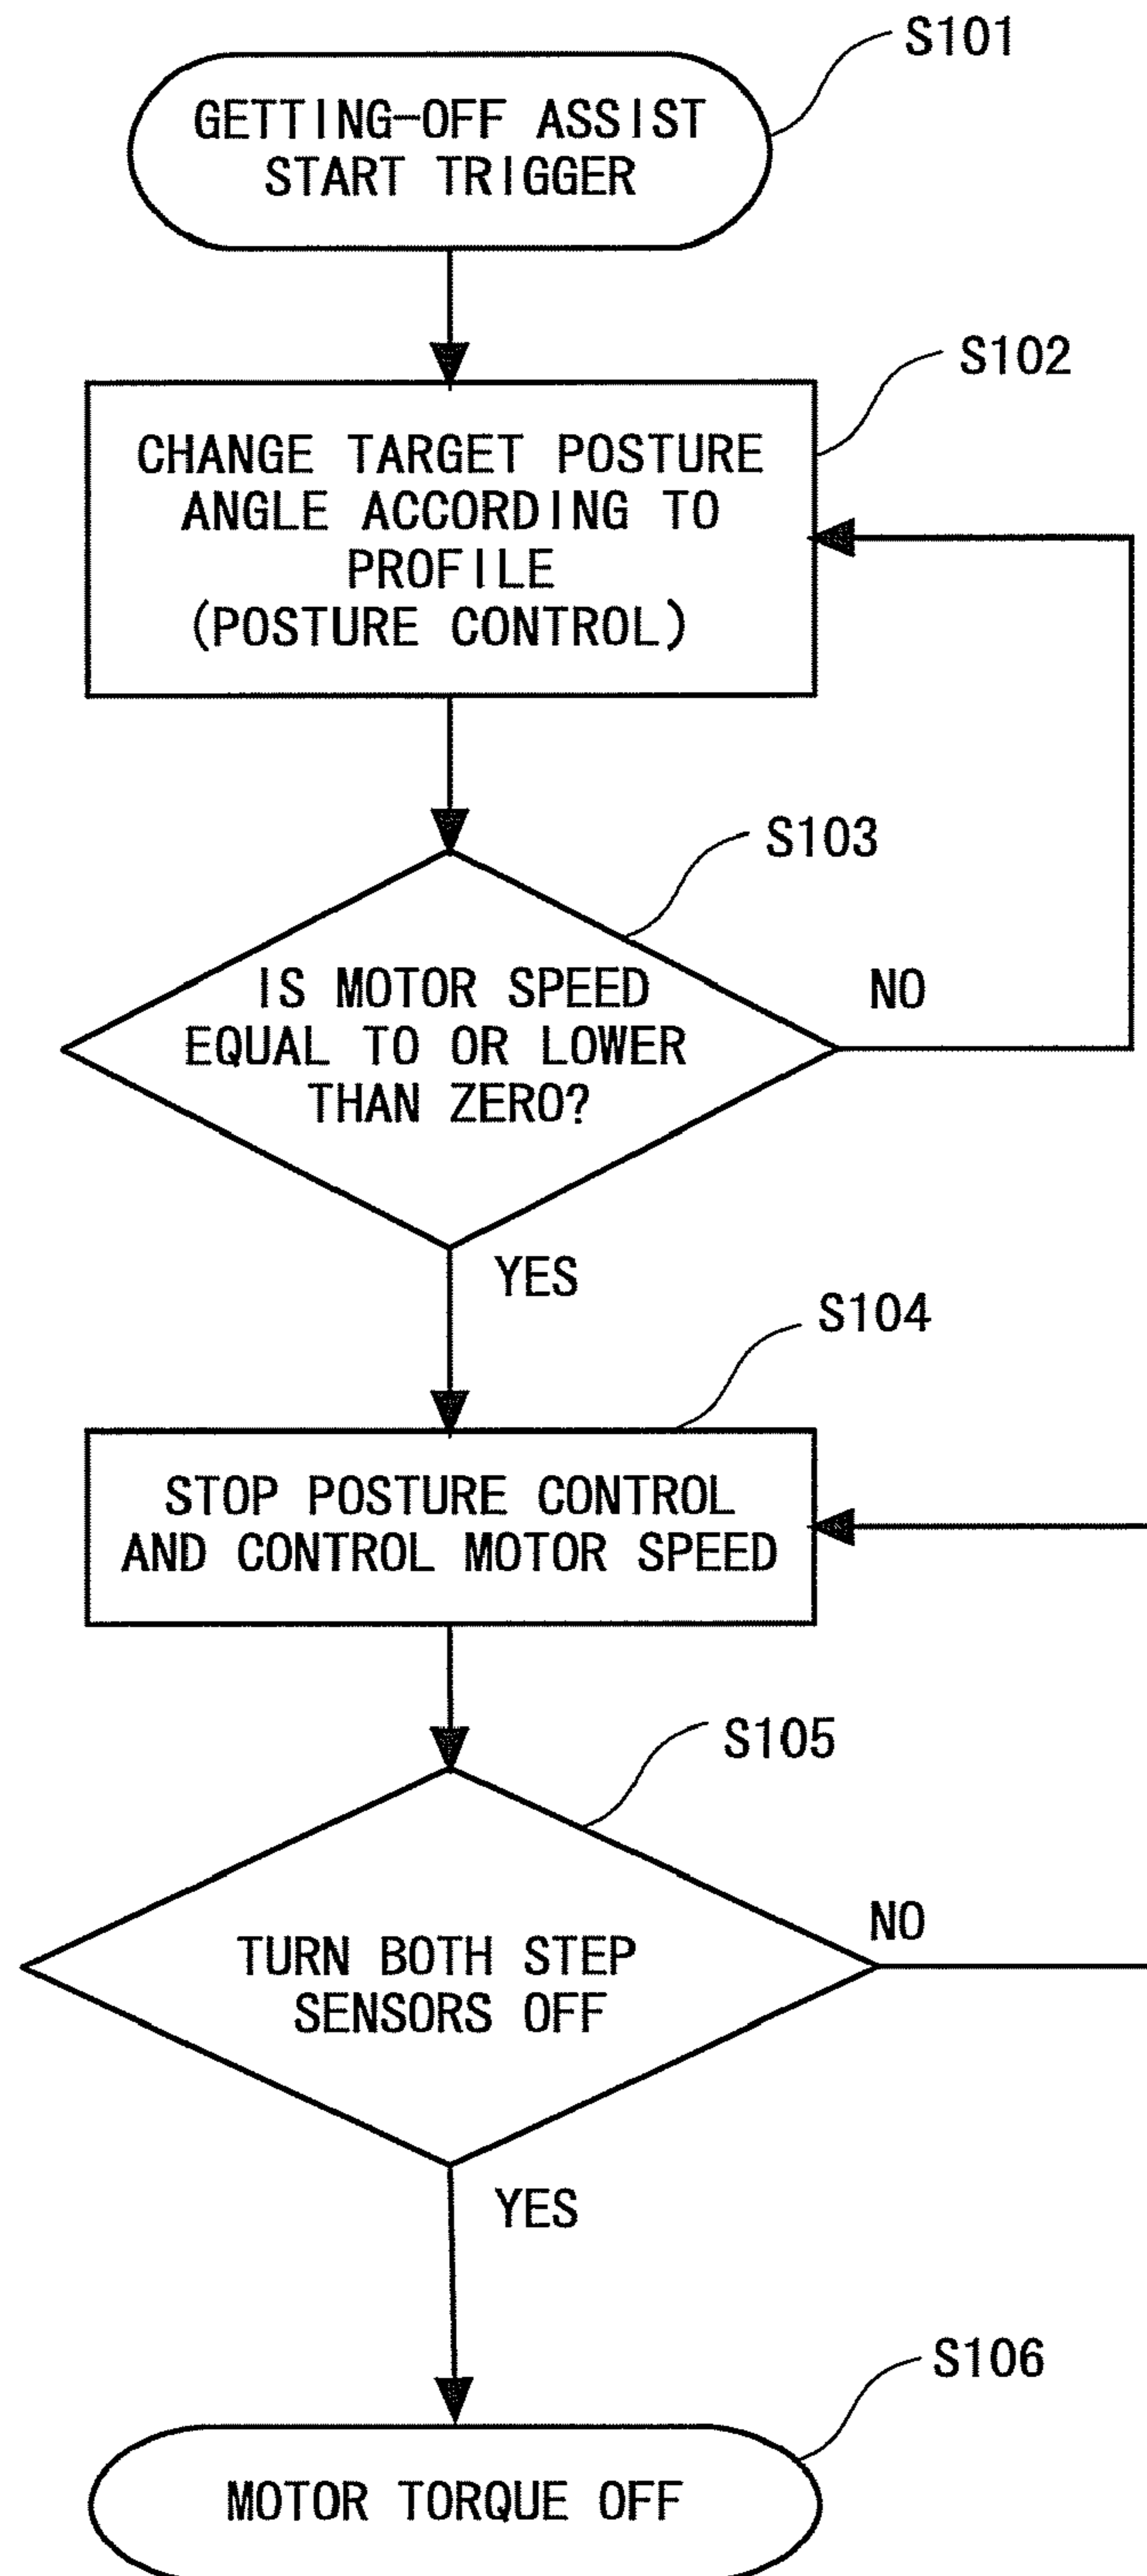 S101
GETTING-OFF ASSIST
START TRIGGER
S102
CHANGE TARGET POSTURE
ANGLE ACCORDING TO
PROFILE
(POSTURE CONTROL)
S103
IS MOTOR SPEED
EQUAL TO OR LOWER
THAN ZERO?
NO
YES
S104
STOP POSTURE CONTROL
AND CONTROL MOTOR SPEED
S105
TURN BOTH STEP
SENSORS OFF
NO
YES
S106
MOTOR TORQUE OFF